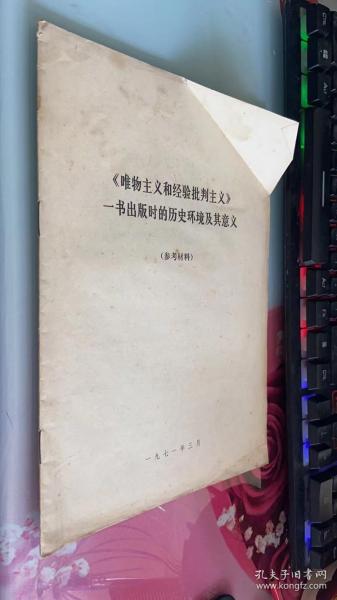 《唯物主义和经验批判主义》
一书出版时的历史环境及其意义
(参考材料)
一九七一年三月
孔夫子旧书网
www.kongfz.com